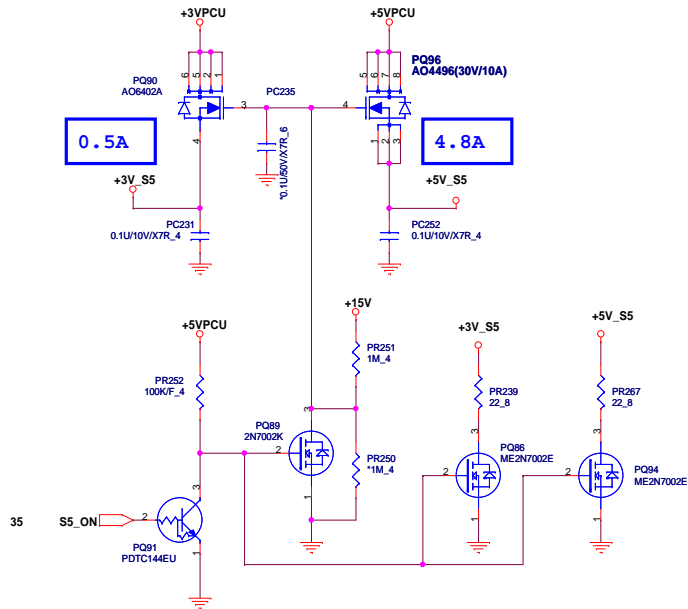 +3VPCU
+5VPCU
6 5 2 1
5 6 7 8
PQ96
AO4496(30V/10A)
PQ90
AO6402A
PC235
3
4
0.5A
4.8A
4
*0.1U/50V/X7R_6
1 2 3
+3V_S5
+5V_S5
PC231
0.1U/10V/X7R_4
PC252
0.1U/10V/X7R_4
+15V
+5VPCU
+3V_S5
+5V_S5
PR251
1M_4
PR252
100K/F_4
PR239
22_8
PR267
22_8
3
PQ89
2N7002K
2
PR250
*1M_4
1
3
PQ86
ME2N7002E
2
1
3
PQ94
ME2N7002E
2
1
35
S5_ON
2
3
PQ91
PDTC144EU
1